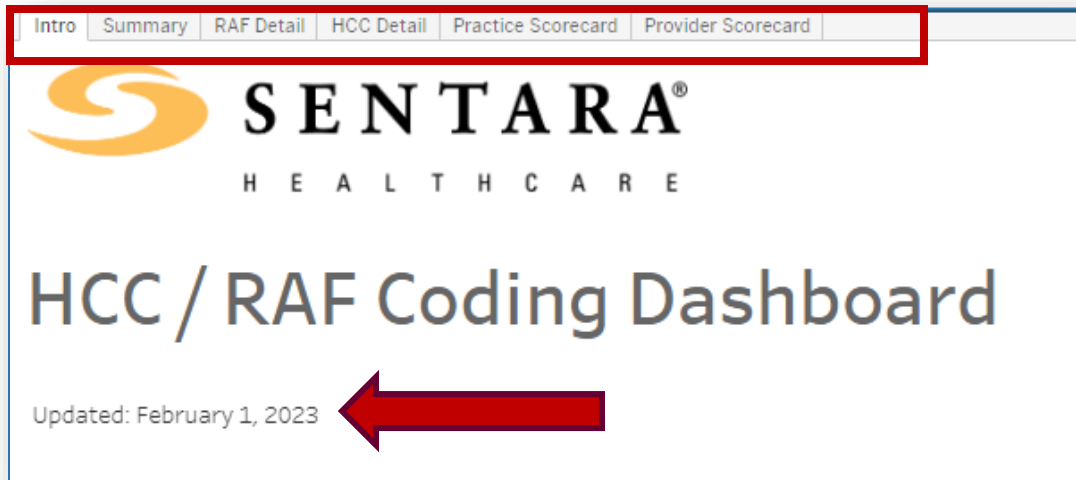 Intro Summary RAF Detail HCC Detail Practice Scorecard Provider Scorecard
SENTARA®
HEALTHCARE
HCC / RAF Coding Dashboard
Updated: February 1, 2023